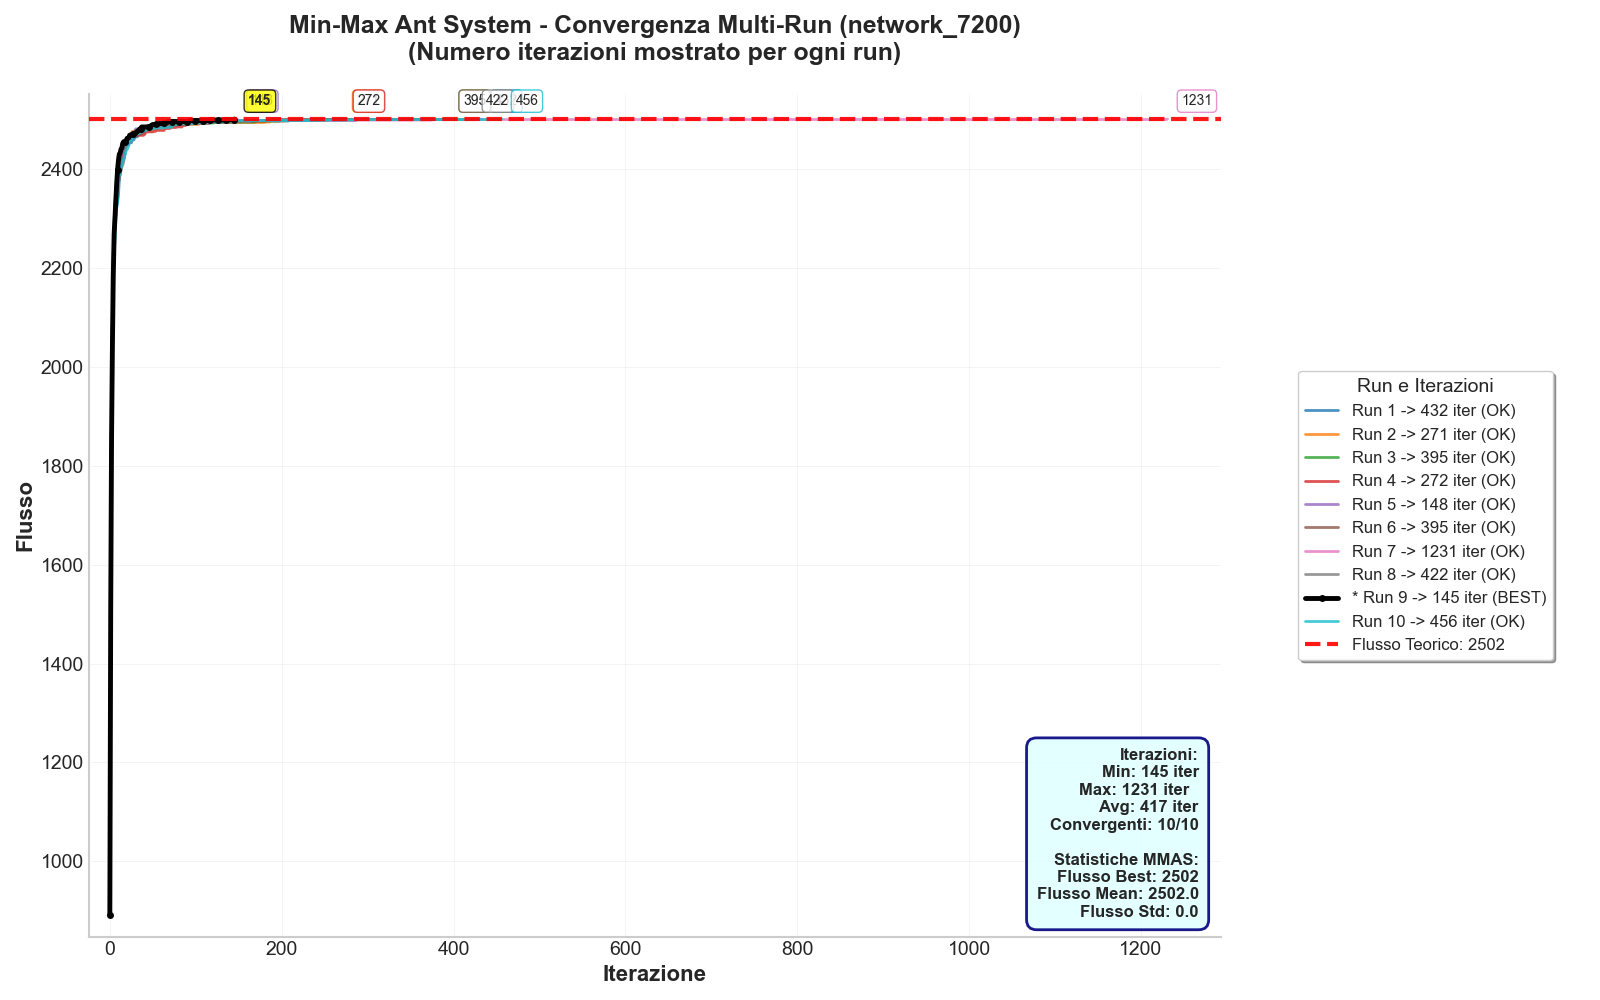 Min-Max Ant System - Convergenza Multi-Run (network_7200)
(Numero iterazioni mostrato per ogni run)
145
272
395
422
456
1231
2400
2200
2000
1800
1600
1400
1200
1000
Flusso
0
200
400
600
800
1000
1200
Iterazione
Run e Iterazioni
Run 1 -> 432 iter (OK)
Run 2 -> 271 iter (OK)
Run 3 -> 395 iter (OK)
Run 4 -> 272 iter (OK)
Run 5 -> 148 iter (OK)
Run 6 -> 395 iter (OK)
Run 7 -> 1231 iter (OK)
Run 8 -> 422 iter (OK)
* Run 9 -> 145 iter (BEST)
Run 10 -> 456 iter (OK)
Flusso Teorico: 2502
Iterazioni:
Min: 145 iter
Max: 1231 iter
Avg: 417 iter
Convergenti: 10/10
Statistiche MMAS:
Flusso Best: 2502
Flusso Mean: 2502.0
Flusso Std: 0.0